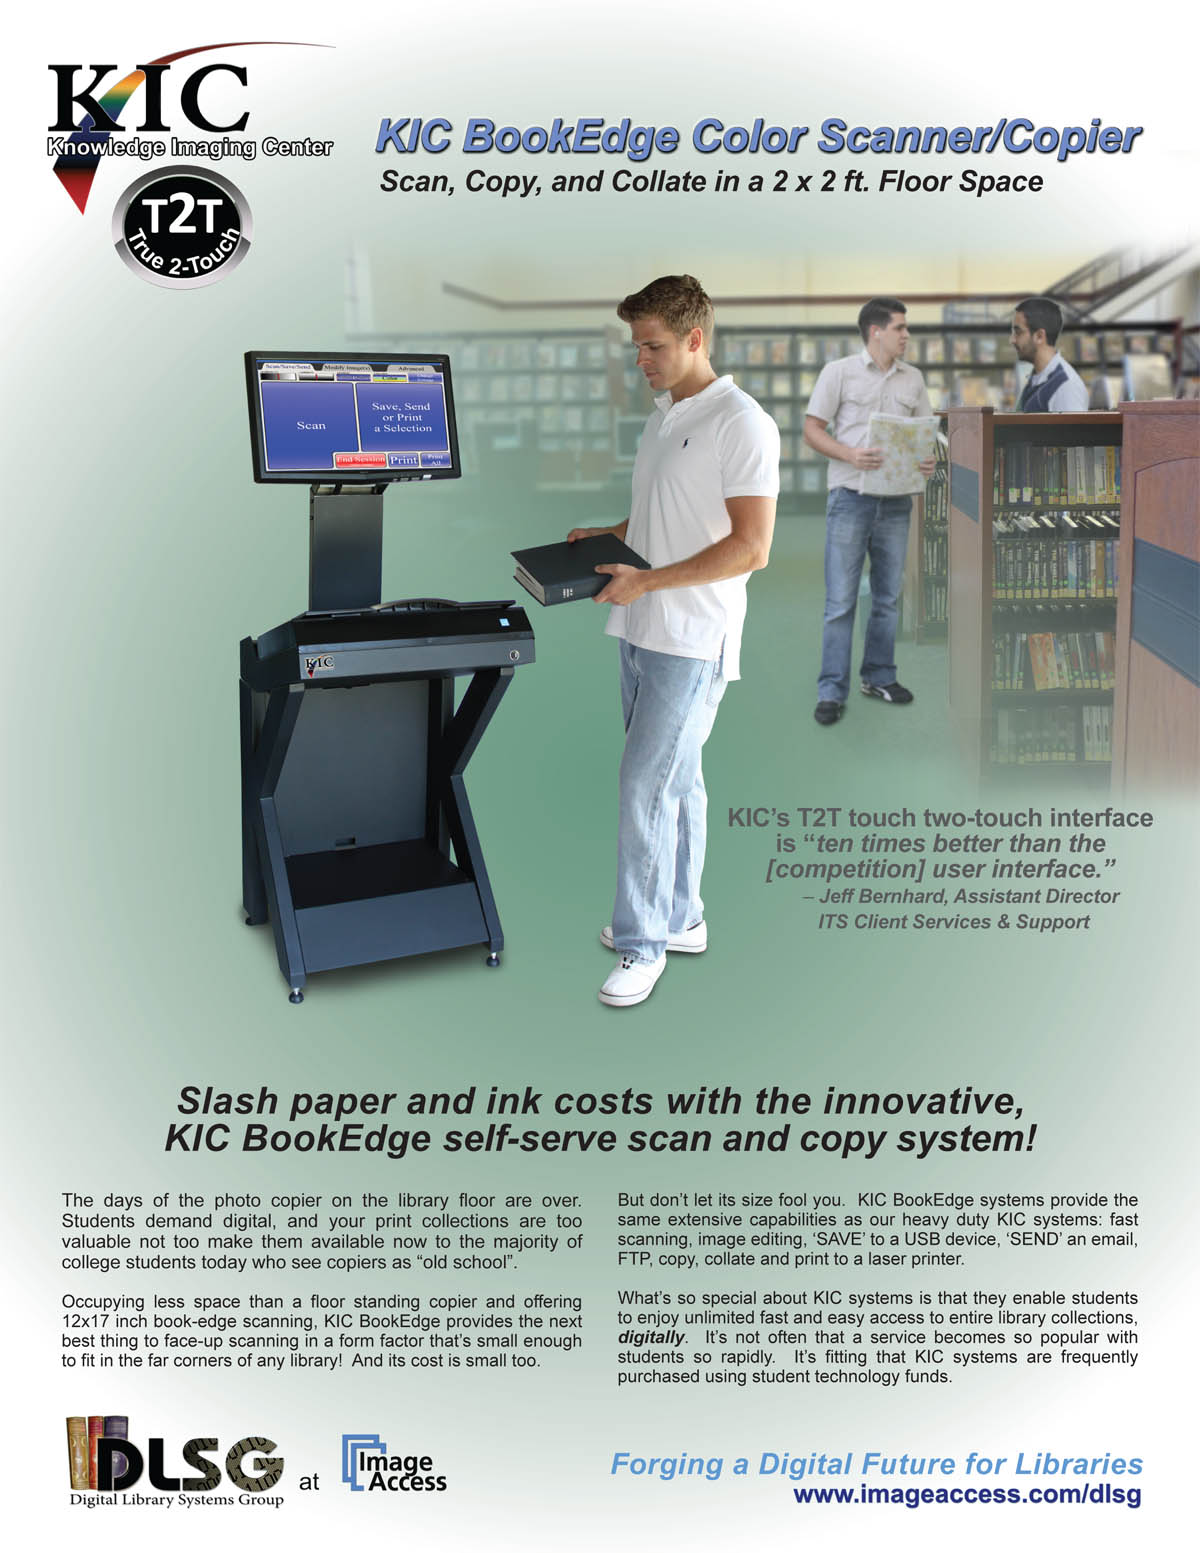 KIC
Knowledge Imaging Center
T2T
True 2-Touch
KIC BookEdge Color Scanner/Copier
Scan, Copy, and Collate in a 2 x 2 ft. Floor Space
Scan/Save/Send Modify Image(s) Advanced
Scan
Save, Send
or Print
a Selection
End Session
Print
Print
All
KIC
KIC’s T2T touch two-touch interface
is “ten times better than the
[competition] user interface.”
– Jeff Bernhard, Assistant Director
ITS Client Services & Support
Slash paper and ink costs with the innovative,
KIC BookEdge self-serve scan and copy system!
The days of the photo copier on the library floor are over.
Students demand digital, and your print collections are too
valuable not too make them available now to the majority of
college students today who see copiers as “old school”.
Occupying less space than a floor standing copier and offering
12x17 inch book-edge scanning, KIC BookEdge provides the next
best thing to face-up scanning in a form factor that’s small enough
to fit in the far corners of any library! And its cost is small too.
But don’t let its size fool you. KIC BookEdge systems provide the
same extensive capabilities as our heavy duty KIC systems: fast
scanning, image editing, ‘SAVE’ to a USB device, ‘SEND’ an email,
FTP, copy, collate and print to a laser printer.
What’s so special about KIC systems is that they enable students
to enjoy unlimited fast and easy access to entire library collections,
digitally. It’s not often that a service becomes so popular with
students so rapidly. It’s fitting that KIC systems are frequently
purchased using student technology funds.
DLSG
Digital Library Systems Group
at
Image
Access
Forging a Digital Future for Libraries
www.imageaccess.com/dlsg